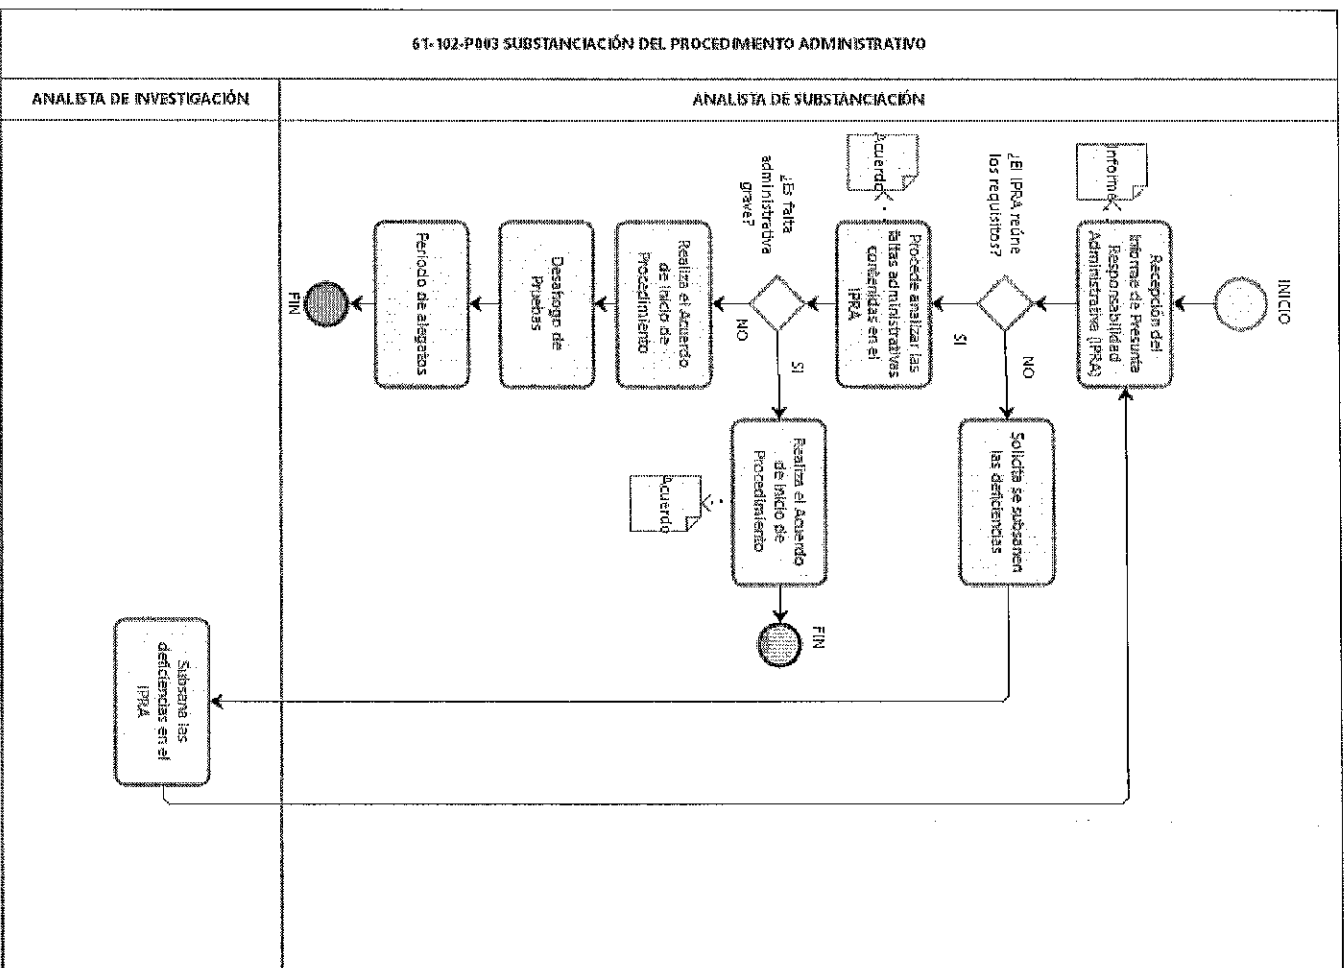 61-102-P003 SUBSTANCIACIÓN DEL PROCEDIMIENTO ADMINISTRATIVO
ANALISTA DE INVESTIGACIÓN
ANALISTA DE SUBSTANCIACIÓN
INICIO
Recepción del
Informe de Presunta
Responsabilidad
Administrativa (IPRA)
Informe
¿El IPRA reúne
los requisitos?
NO
SI
Solicita se subsanen
las deficiencias
Procede analizar las
faltas administrativas
contenidas en el
IPRA
Acuerdo
¿Es falta
administrativa
grave?
SI
NO
Realiza el Acuerdo
de Inicio de
Procedimiento
Acuerdo
FIN
Realiza el Acuerdo
de Inicio de
Procedimiento
Desahogo de
Pruebas
Periodo de alegatos
FIN
Subsana las
deficiencias en el
IPRA